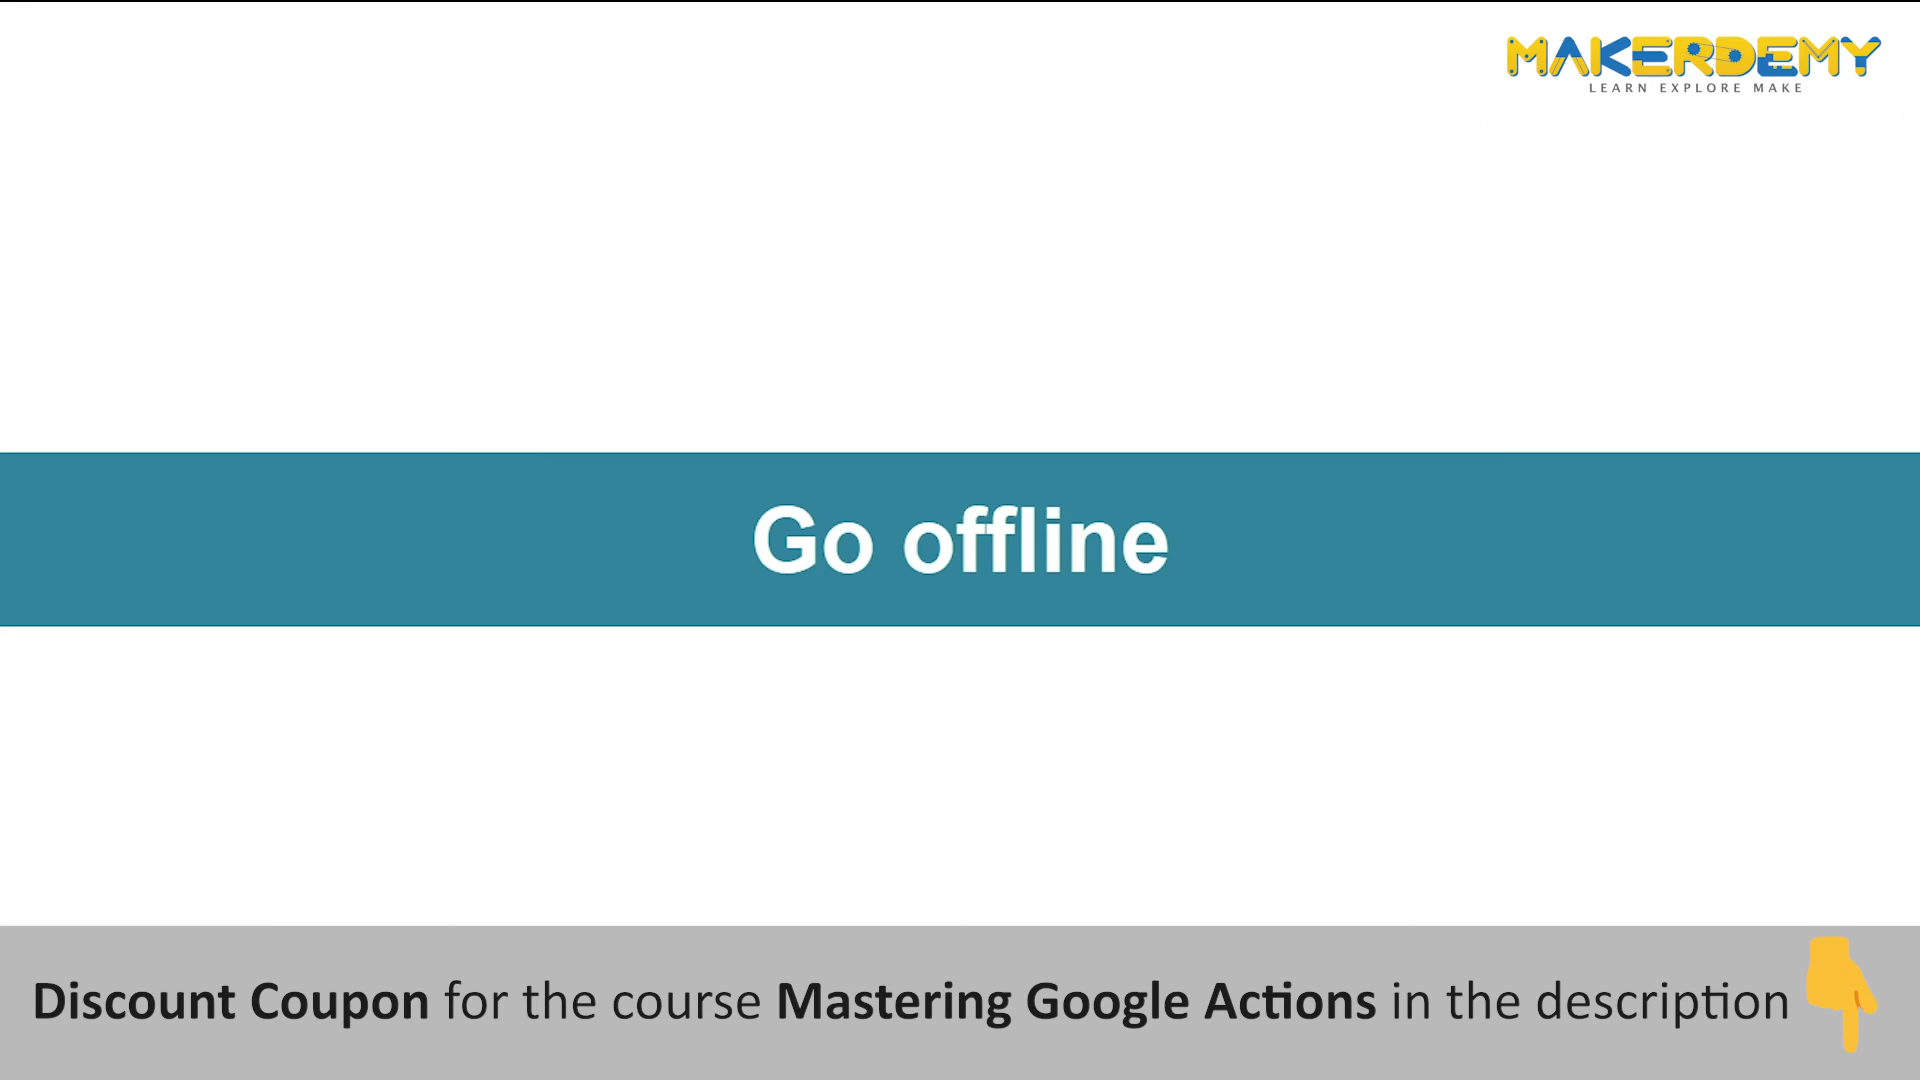 MAKERDEMY
LEARN EXPLORE MAKE
Go offline
Discount Coupon for the course Mastering Google Actions in the description